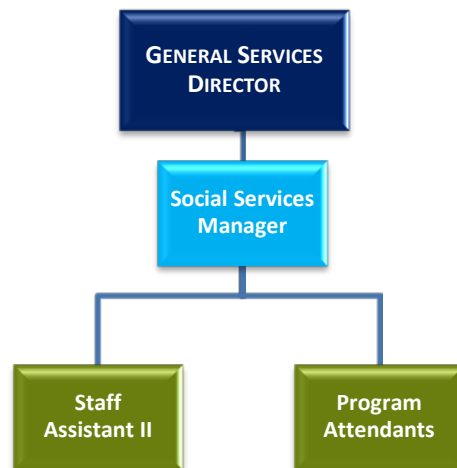 GENERAL SERVICES
DIRECTOR
Social Services
Manager
Staff
Assistant II
Program
Attendants